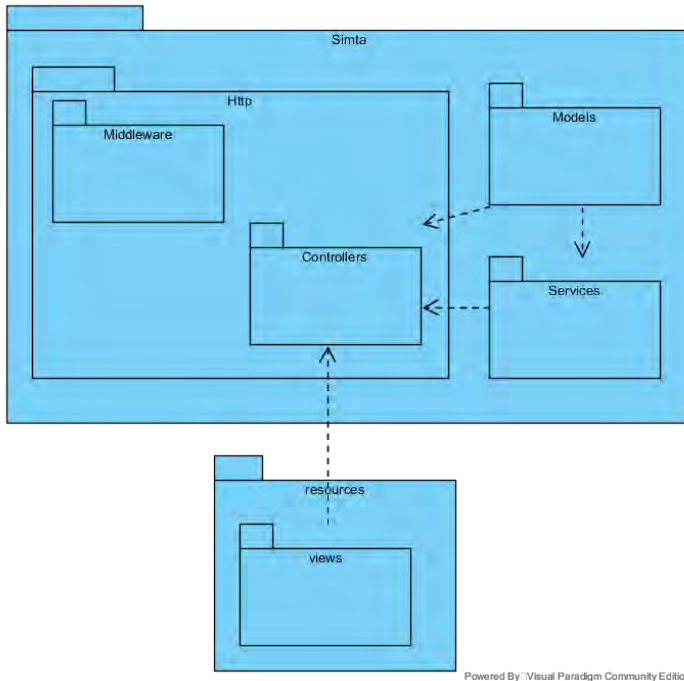 Simta
Http
Middleware
Models
Controllers
Services
resources
views
Powered By Visual Paradigm Community Editio